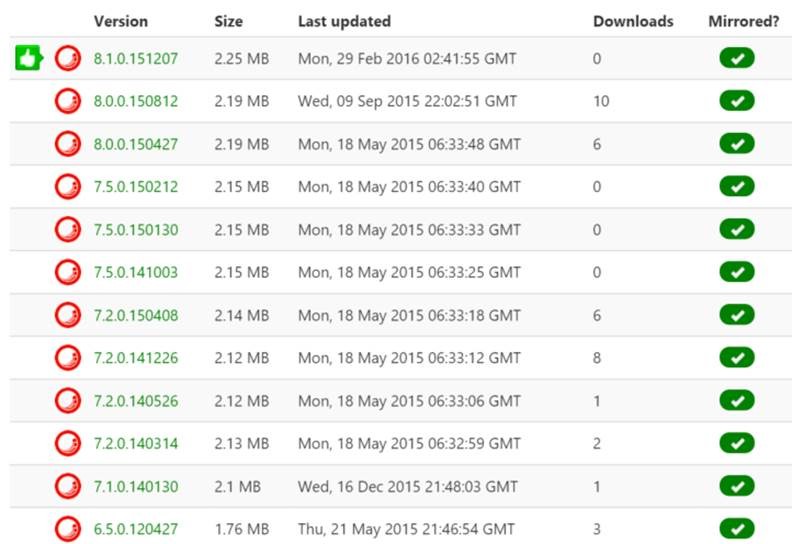 Version Size Last updated Downloads Mirrored?
8.1.0.151207 2.25 MB Mon, 29 Feb 2016 02:41:55 GMT 0
8.0.0.150812 2.19 MB Wed, 09 Sep 2015 22:02:51 GMT 10
8.0.0.150427 2.19 MB Mon, 18 May 2015 06:33:48 GMT 6
7.5.0.150212 2.15 MB Mon, 18 May 2015 06:33:40 GMT 0
7.5.0.150130 2.15 MB Mon, 18 May 2015 06:33:33 GMT 0
7.5.0.141003 2.15 MB Mon, 18 May 2015 06:33:25 GMT 0
7.2.0.150408 2.14 MB Mon, 18 May 2015 06:33:18 GMT 6
7.2.0.141226 2.12 MB Mon, 18 May 2015 06:33:12 GMT 8
7.2.0.140526 2.12 MB Mon, 18 May 2015 06:33:06 GMT 1
7.2.0.140314 2.13 MB Mon, 18 May 2015 06:32:59 GMT 2
7.1.0.140130 2.1 MB Wed, 16 Dec 2015 21:48:03 GMT 1
6.5.0.120427 1.76 MB Thu, 21 May 2015 21:46:54 GMT 3